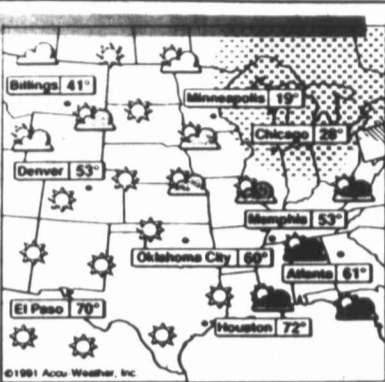 Billings 41°
Minneapolis 19°
Chicago 28°
Denver 53°
Memphis 53°
Oklahoma City 60°
Atlanta 61°
El Paso 70°
Houston 72°
©1991 Accu-Weather, Inc.